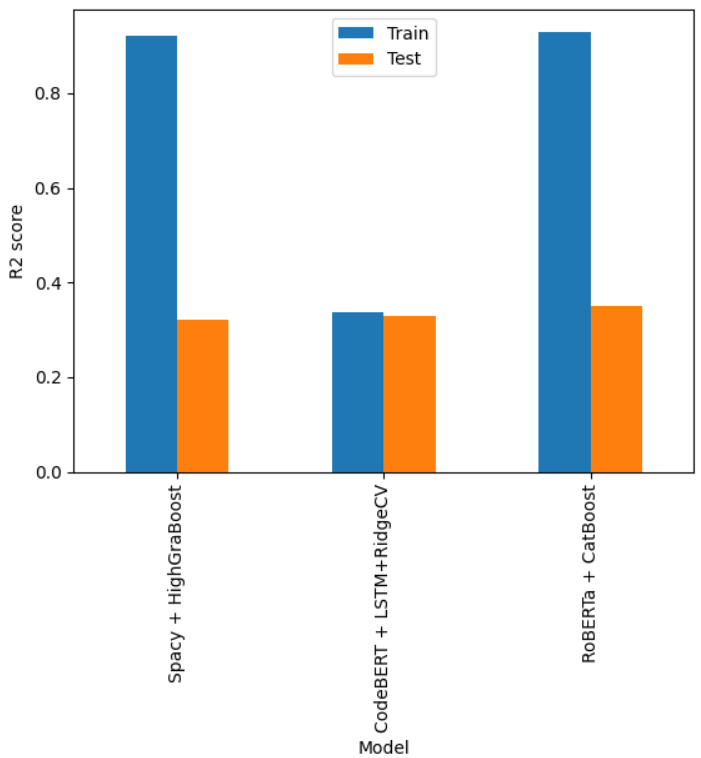 Train
Test
0.8
0.6
0.4
0.2
0.0
R2 score
Spacy + HighGraBoost
CodeBERT + LSTM+RidgeCV
RoBERTa + CatBoost
Model